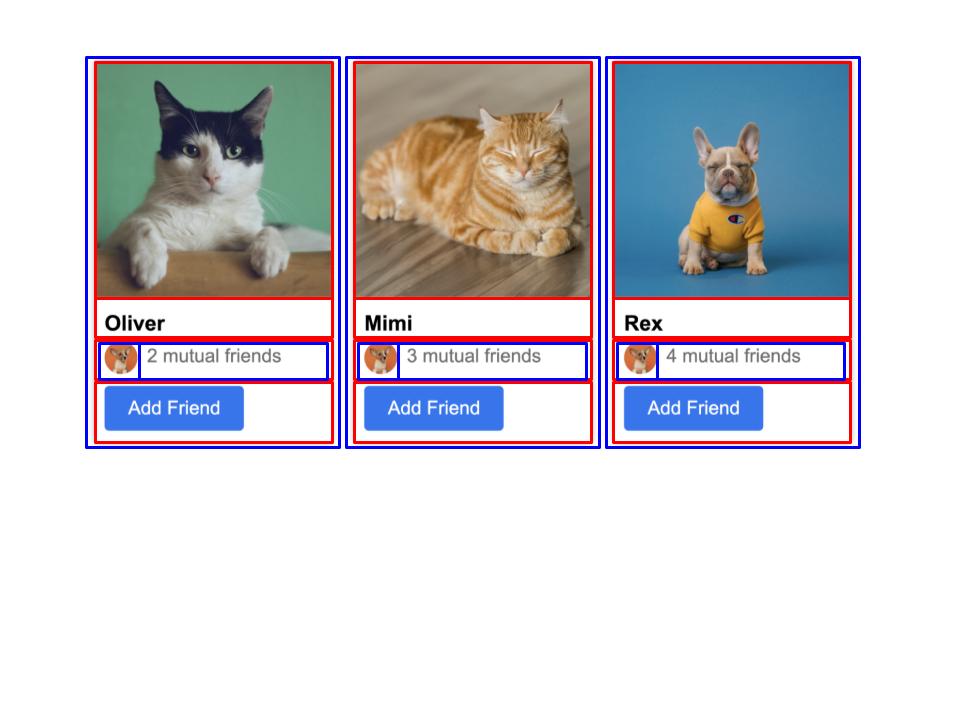 Oliver
2 mutual friends
Add Friend
Mimi
3 mutual friends
Add Friend
Rex
4 mutual friends
Add Friend